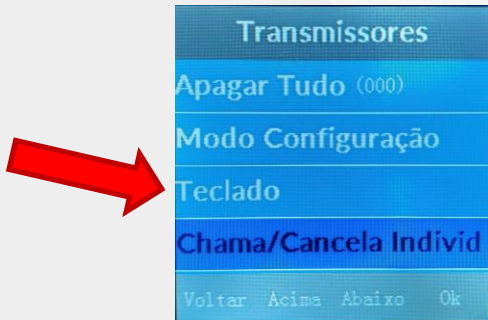 Transmissores
Apagar Tudo (000)
Modo Configuração
Teclado
Chama/Cancela Individ
Voltar Acima Abaixo Ok